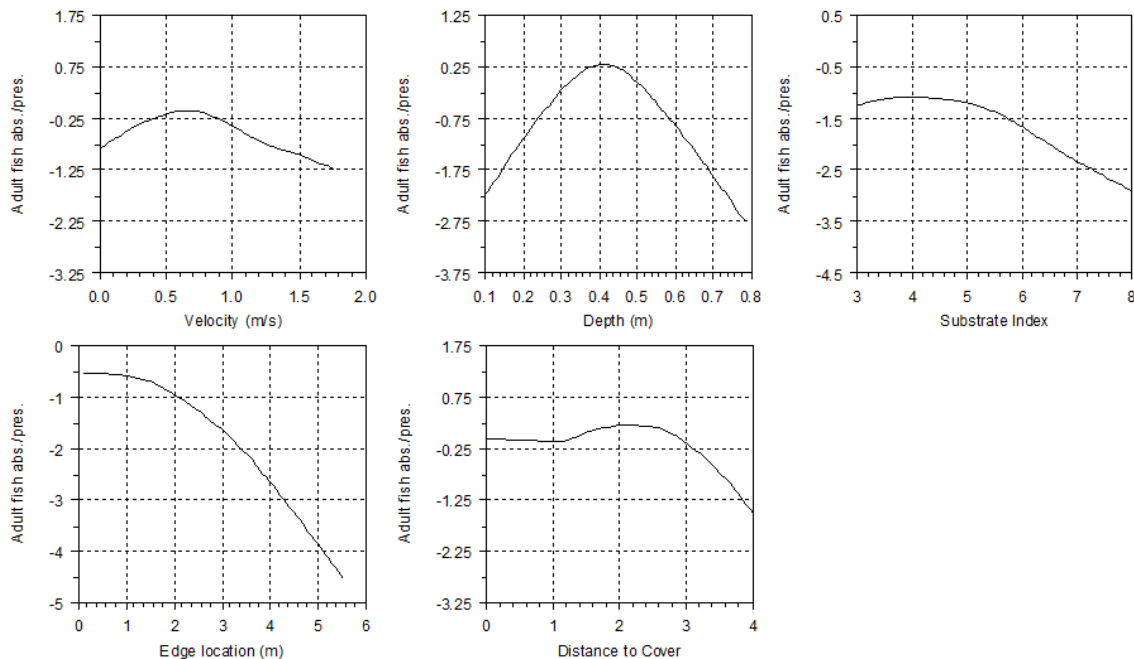 1.75
0.75
-0.25
-1.25
-2.25
-3.25
Adult fish abs./pres.
0.0 0.5 1.0 1.5 2.0
Velocity (m/s)
1.25
0.25
-0.75
-1.75
-2.75
-3.75
Adult fish abs./pres.
0.1 0.2 0.3 0.4 0.5 0.6 0.7 0.8
Depth (m)
0.5
-0.5
-1.5
-2.5
-3.5
-4.5
Adult fish abs./pres.
3 4 5 6 7 8
Substrate Index
0
-1
-2
-3
-4
-5
Adult fish abs./pres.
0 1 2 3 4 5 6
Edge location (m)
1.75
0.75
-0.25
-1.25
-2.25
-3.25
Adult fish abs./pres.
0 1 2 3 4
Distance to Cover